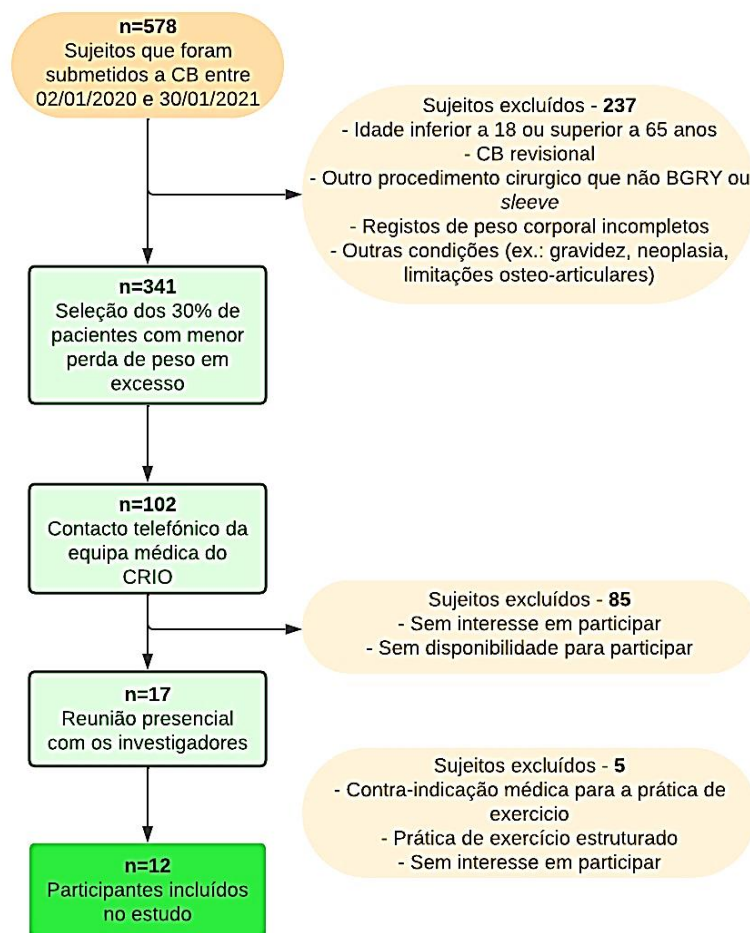 n=578
Sujeitos que foram
submetidos a CB entre
02/01/2020 e 30/01/2021
Sujeitos excluídos - 237
- Idade inferior a 18 ou superior a 65 anos
- CB revisional
- Outro procedimento cirurgico que não BGRY ou
sleeve
- Registos de peso corporal incompletos
- Outras condições (ex.: gravidez, neoplasia,
limitações osteo-articulares)
n=341
Seleção dos 30% de
pacientes com menor
perda de peso em
excesso
n=102
Contacto telefónico da
equipa médica do
CRIO
Sujeitos excluídos - 85
- Sem interesse em participar
- Sem disponibilidade para participar
n=17
Reunião presencial
com os investigadores
Sujeitos excluídos - 5
- Contra-indicação médica para a prática de
exercicio
- Prática de exercício estruturado
- Sem interesse em participar
n=12
Participantes incluídos
no estudo